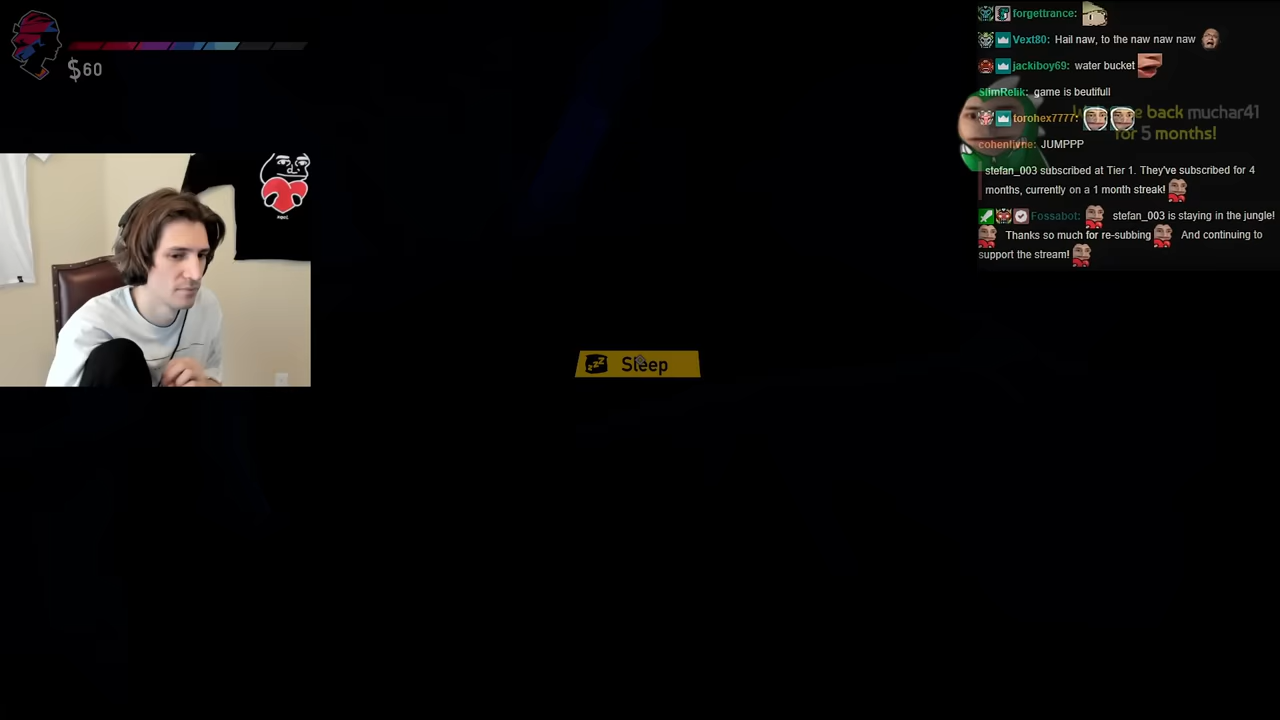 $60
forgettrance:
Vext80: Hail naw, to the naw naw naw
jackiboy69: water bucket
SlimRelik: game is beutifull
back muchar41
for 5 months!
torohex7777:
cohenlivne: JUMPPP
stefan_003 subscribed at Tier 1. They've subscribed for 4
months, currently on a 1 month streak!
Fossabot: stefan_003 is staying in the jungle!
Thanks so much for re-subbing And continuing to
support the stream!
Sleep